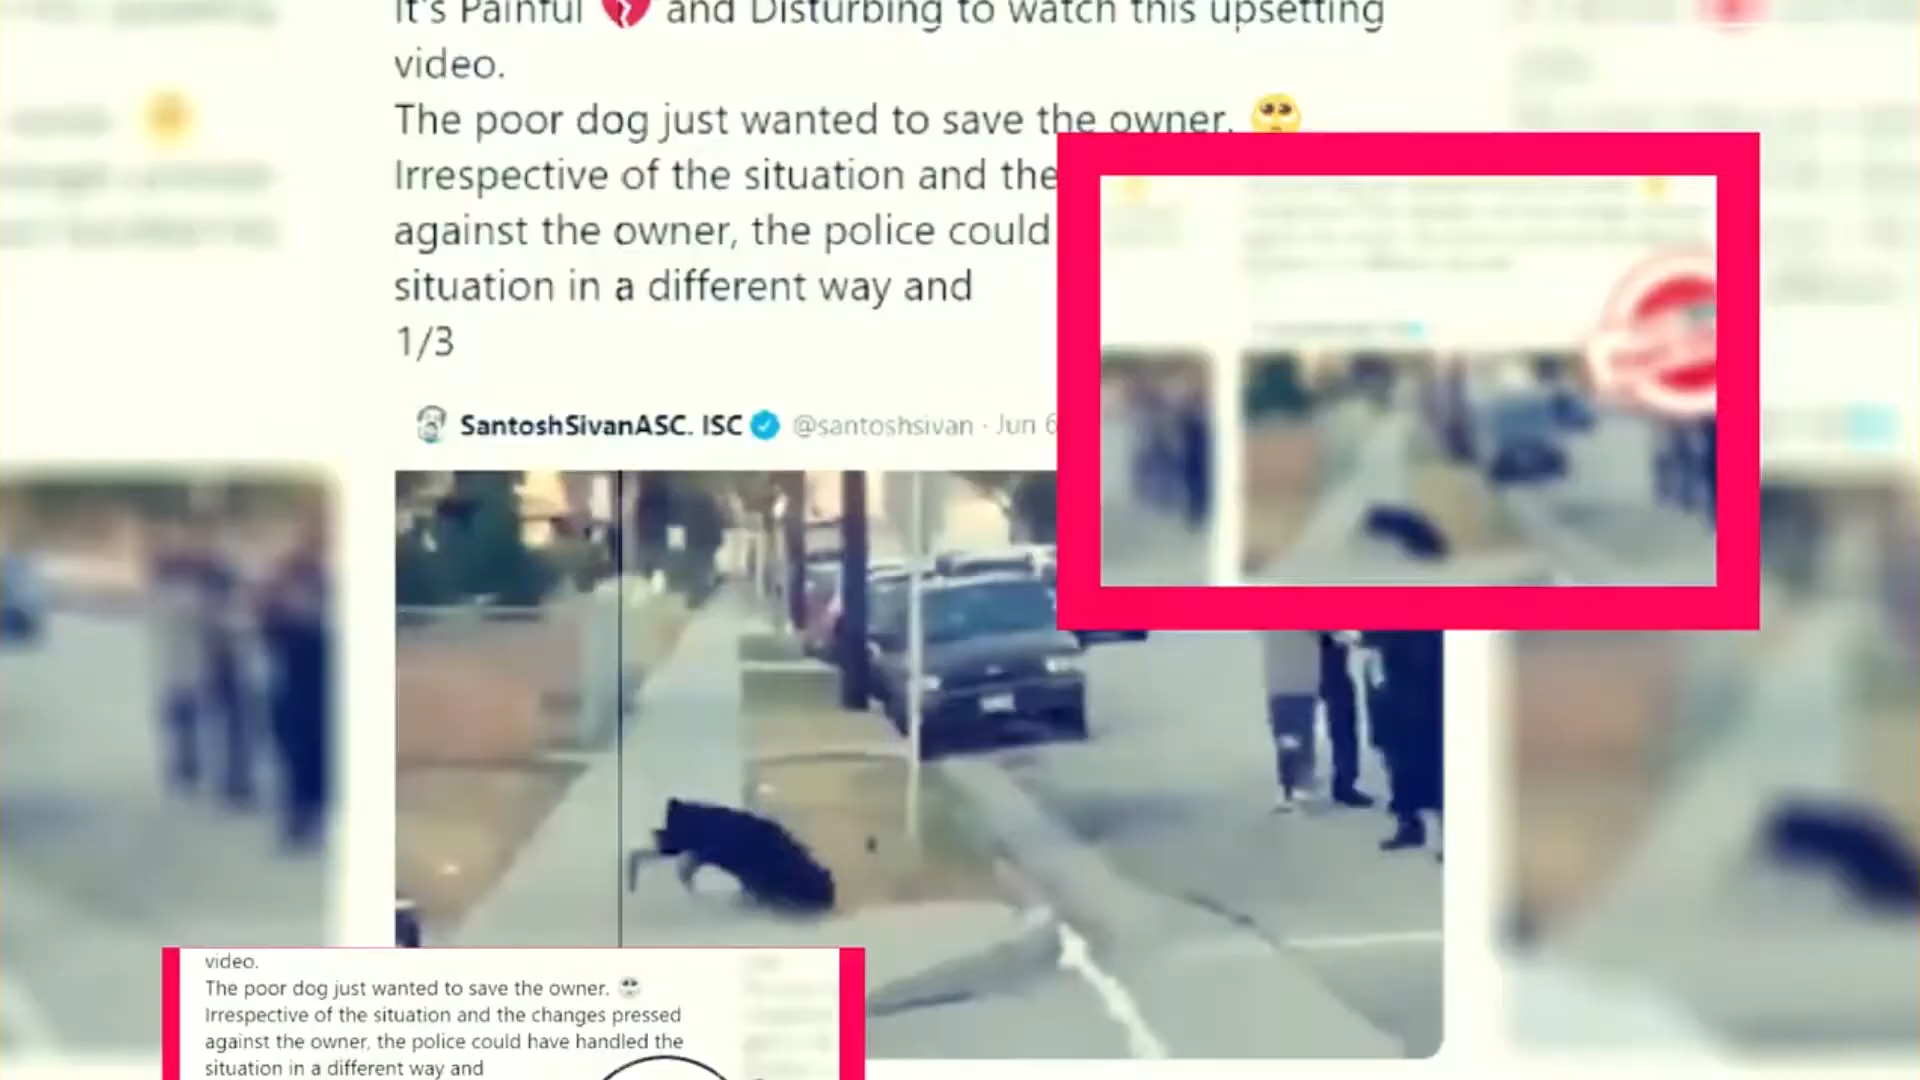 It's Painful 💔 and Disturbing to watch this upsetting
video.
The poor dog just wanted to save the owner. 🥺
Irrespective of the situation and the
against the owner, the police could
situation in a different way and
1/3
SantoshSivanASC. ISC @santoshsivan · Jun 6
video.
The poor dog just wanted to save the owner. 🥺
Irrespective of the situation and the changes pressed
against the owner, the police could have handled the
situation in a different way and